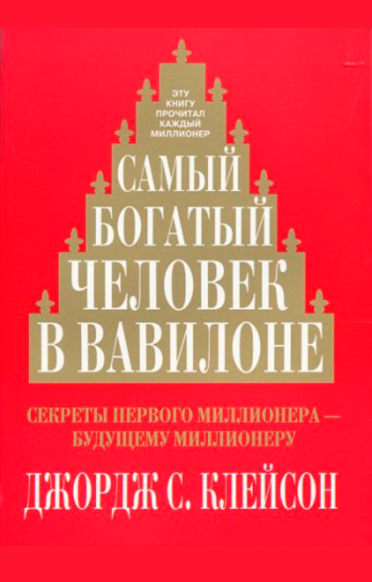 ЭТУ
КНИГУ
ПРОЧИТАЛ
КАЖДЫЙ
МИЛЛИОНЕР
САМЫЙ
БОГАТЫЙ
ЧЕЛОВЕК
В ВАВИЛОНЕ
СЕКРЕТЫ ПЕРВОГО МИЛЛИОНЕРА —
БУДУЩЕМУ МИЛЛИОНЕРУ
ДЖОРДЖ С. КЛЕЙСОН